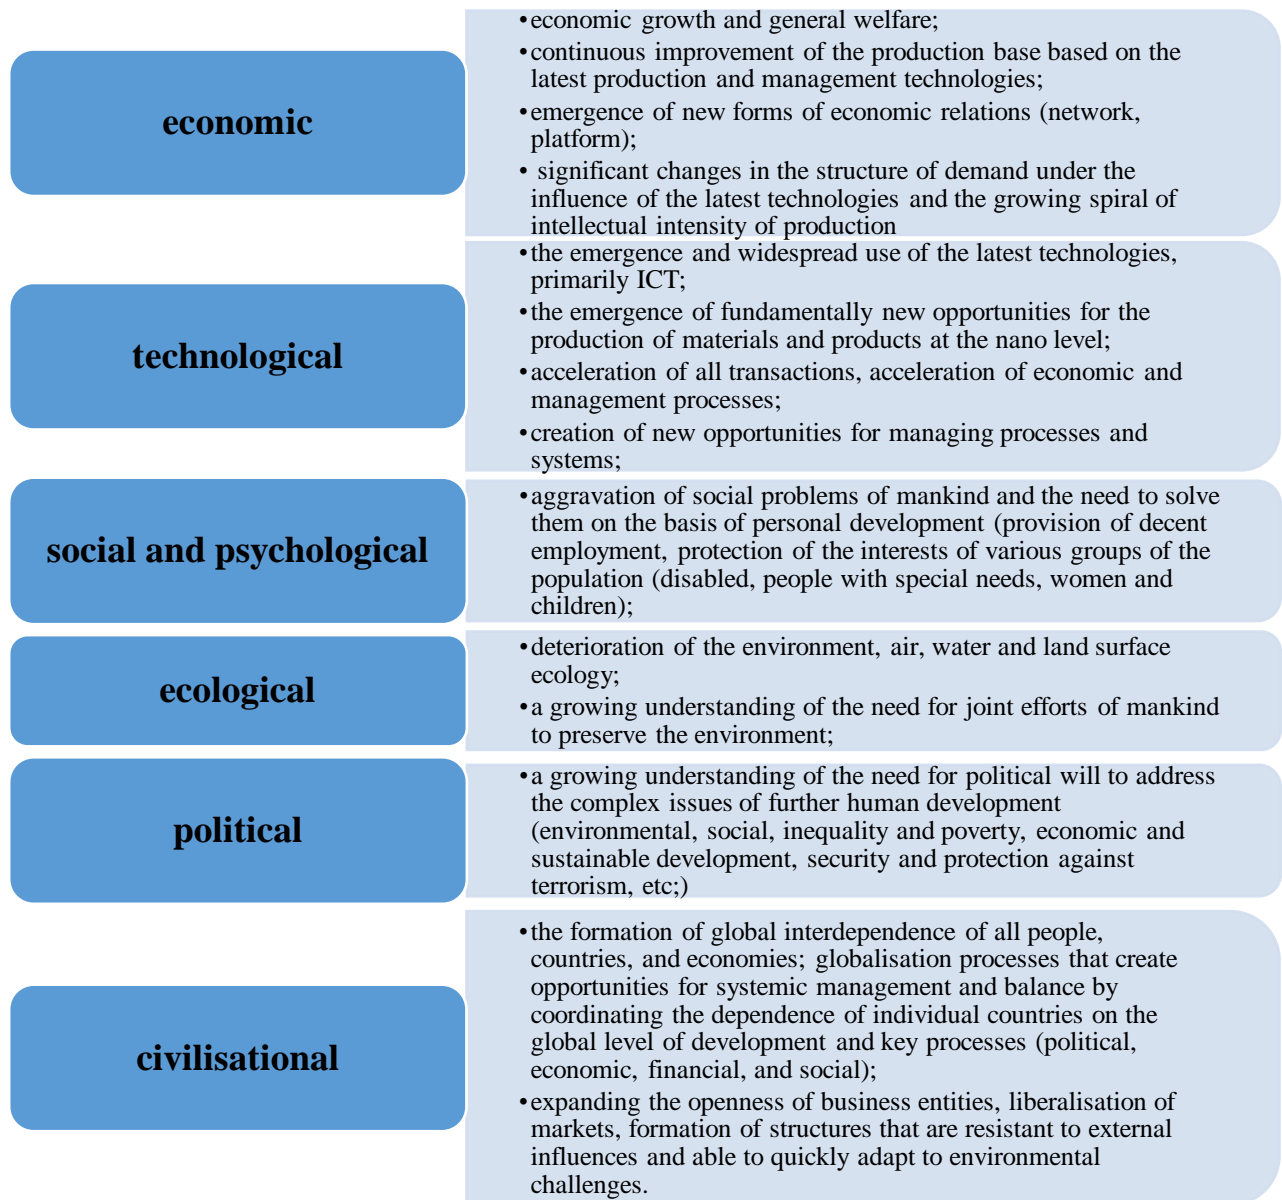 economic
•economic growth and general welfare;
•continuous improvement of the production base based on the
latest production and management technologies;
•emergence of new forms of economic relations (network,
platform);
• significant changes in the structure of demand under the
influence of the latest technologies and the growing spiral of
intellectual intensity of production
technological
•the emergence and widespread use of the latest technologies,
primarily ICT;
•the emergence of fundamentally new opportunities for the
production of materials and products at the nano level;
•acceleration of all transactions, acceleration of economic and
management processes;
•creation of new opportunities for managing processes and
systems;
social and psychological
•aggravation of social problems of mankind and the need to solve
them on the basis of personal development (provision of decent
employment, protection of the interests of various groups of the
population (disabled, people with special needs, women and
children);
ecological
•deterioration of the environment, air, water and land surface
ecology;
•a growing understanding of the need for joint efforts of mankind
to preserve the environment;
political
•a growing understanding of the need for political will to address
the complex issues of further human development
(environmental, social, inequality and poverty, economic and
sustainable development, security and protection against
terrorism, etc;)
civilisational
•the formation of global interdependence of all people,
countries, and economies; globalisation processes that create
opportunities for systemic management and balance by
coordinating the dependence of individual countries on the
global level of development and key processes (political,
economic, financial, and social);
•expanding the openness of business entities, liberalisation of
markets, formation of structures that are resistant to external
influences and able to quickly adapt to environmental
challenges.